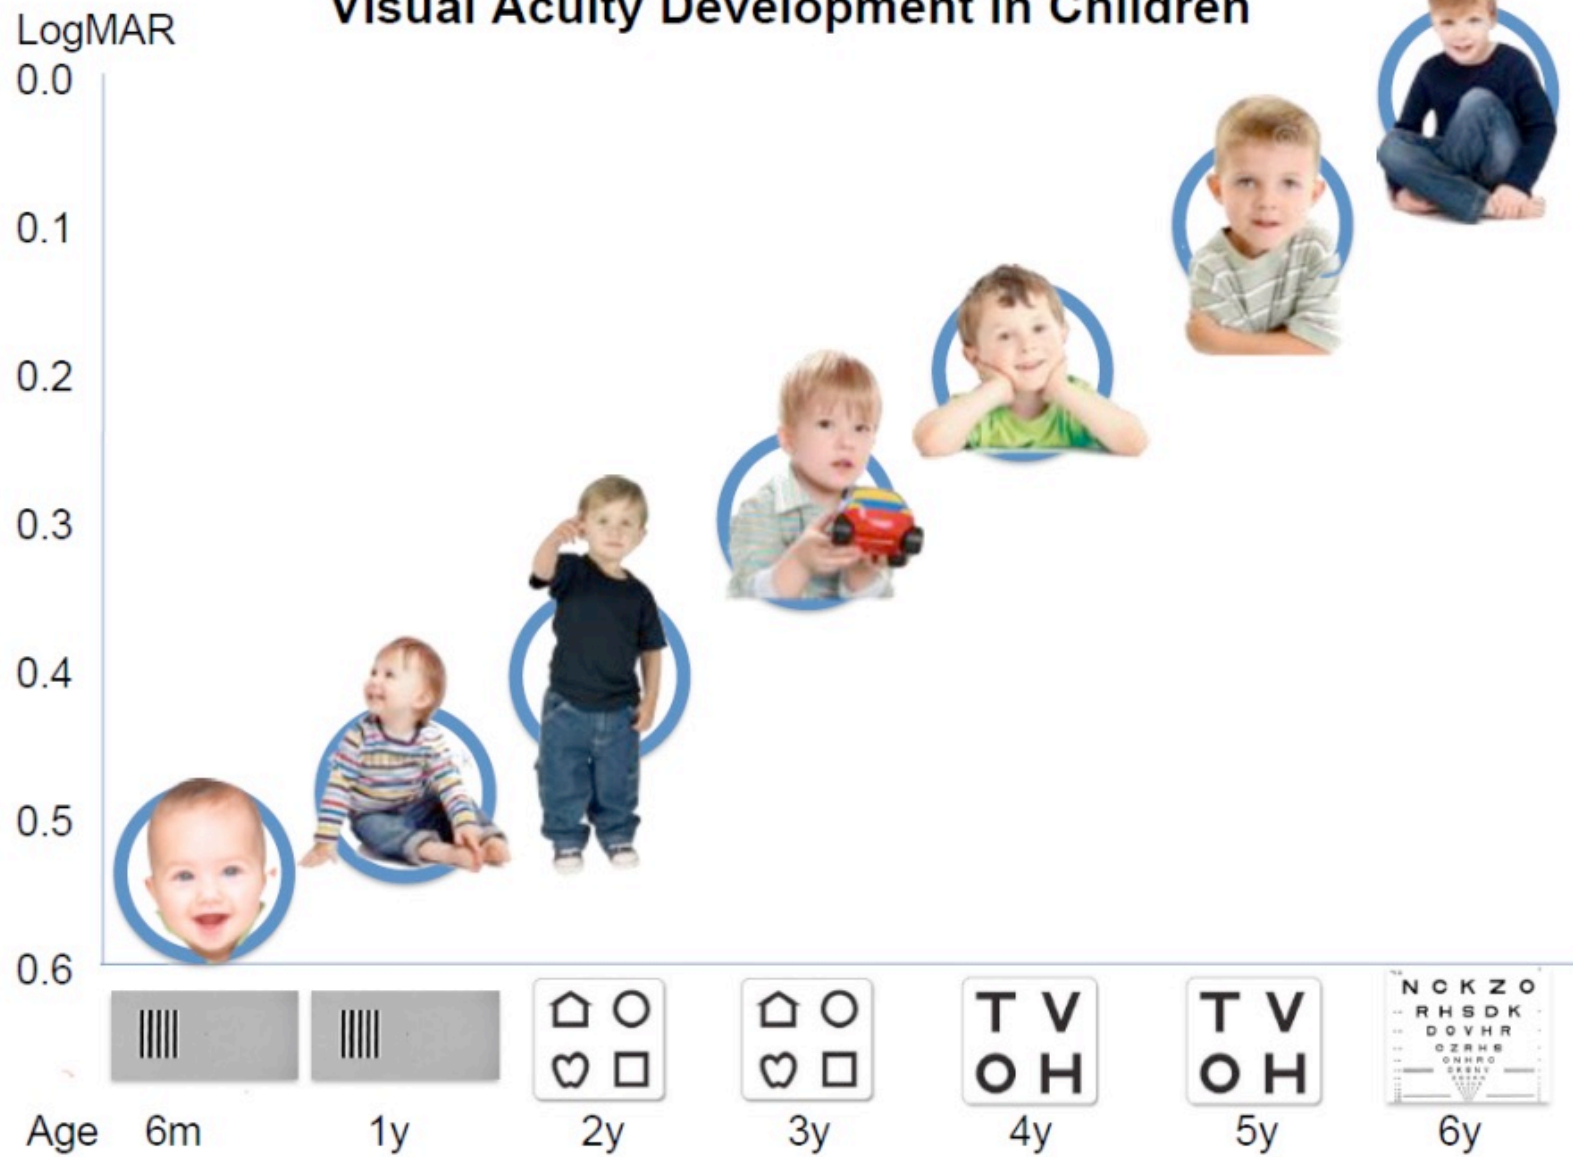 Visual Acuity Development in Children
LogMAR
0.0
0.1
0.2
0.3
0.4
0.5
0.6
T V
O H
T V
O H
N C K Z O
R H S D K
D O V H R
C Z R H S
O N H R C
D K S N V
Age 6m 1y 2y 3y 4y 5y 6y